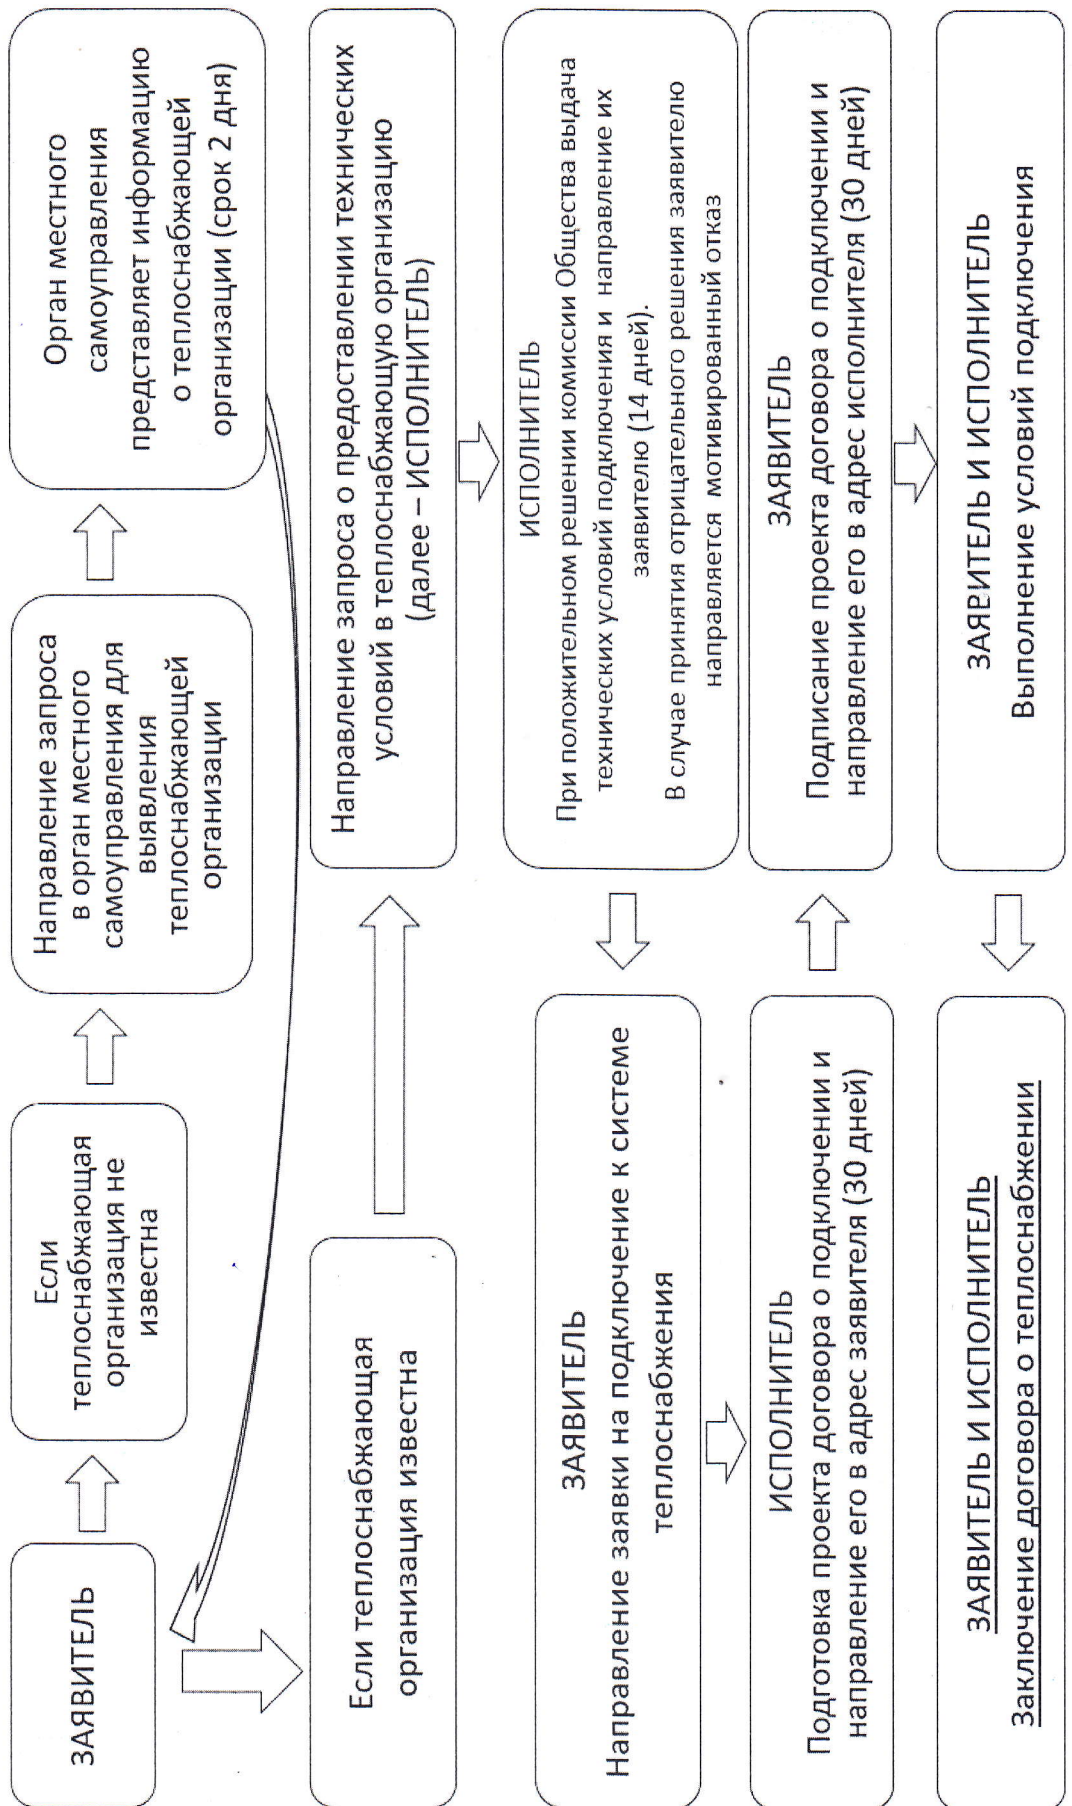 ЗАЯВИТЕЛЬ
Если
теплоснабжающая
организация не
известна
Направление запроса
в орган местного
самоуправления для
выявления
теплоснабжающей
организации
Орган местного
самоуправления
представляет информацию
о теплоснабжающей
организации (срок 2 дня)
Если теплоснабжающая
организация известна
Направление запроса о предоставлении технических
условий в теплоснабжающую организацию
(далее – ИСПОЛНИТЕЛЬ)
ИСПОЛНИТЕЛЬ
При положительном решении комиссии Общества выдача
технических условий подключения и направление их
заявителю (14 дней).
В случае принятия отрицательного решения заявителю
направляется мотивированный отказ
ЗАЯВИТЕЛЬ
Направление заявки на подключение к системе
теплоснабжения
ИСПОЛНИТЕЛЬ
Подготовка проекта договора о подключении и
направление его в адрес заявителя (30 дней)
ЗАЯВИТЕЛЬ
Подписание проекта договора о подключении и
направление его в адрес исполнителя (30 дней)
ЗАЯВИТЕЛЬ И ИСПОЛНИТЕЛЬ
Выполнение условий подключения
ЗАЯВИТЕЛЬ И ИСПОЛНИТЕЛЬ
Заключение договора о теплоснабжении